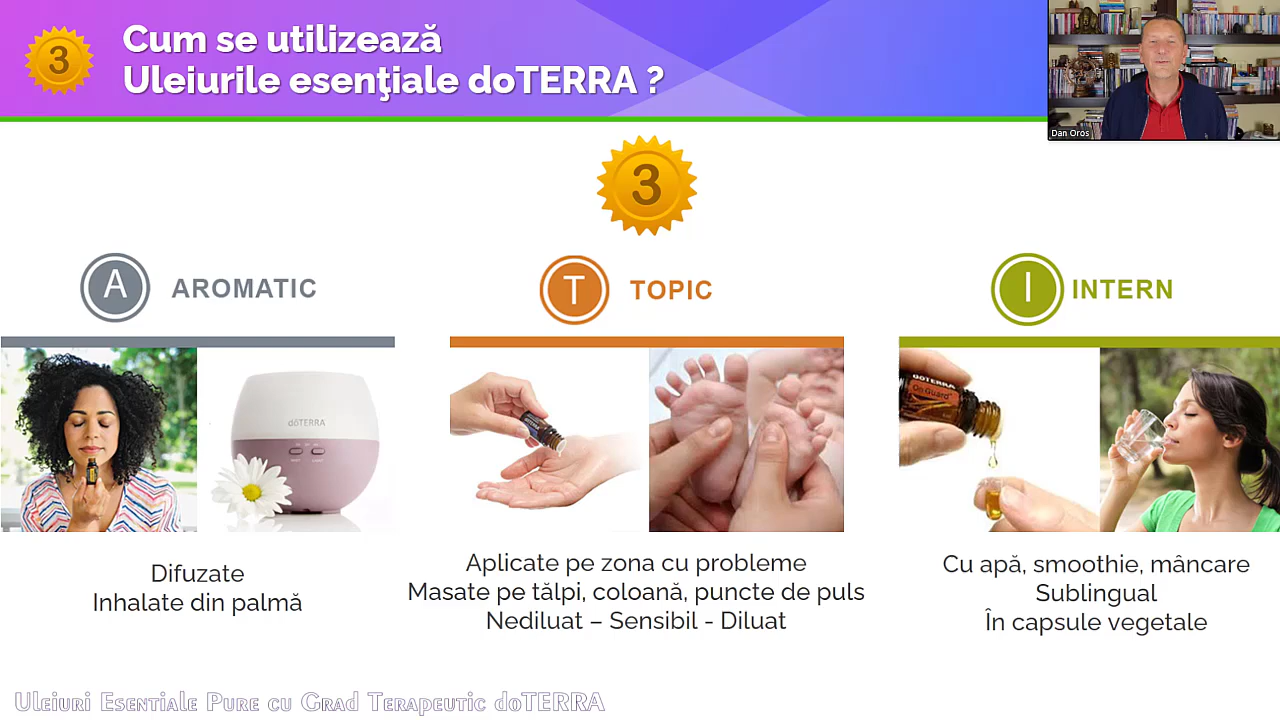 3
Cum se utilizează
Uleiurile esenţiale doTERRA ?
Dan Oros
3
A AROMATIC
T TOPIC
I INTERN
dōTERRA
dōTERRA
On Guard
Difuzate
Inhalate din palmă
Aplicate pe zona cu probleme
Masate pe tălpi, coloană, puncte de puls
Nediluat – Sensibil - Diluat
Cu apă, smoothie, mâncare
Sublingual
În capsule vegetale
Uleiuri Esentiale Pure cu Grad Terapeutic doTERRA